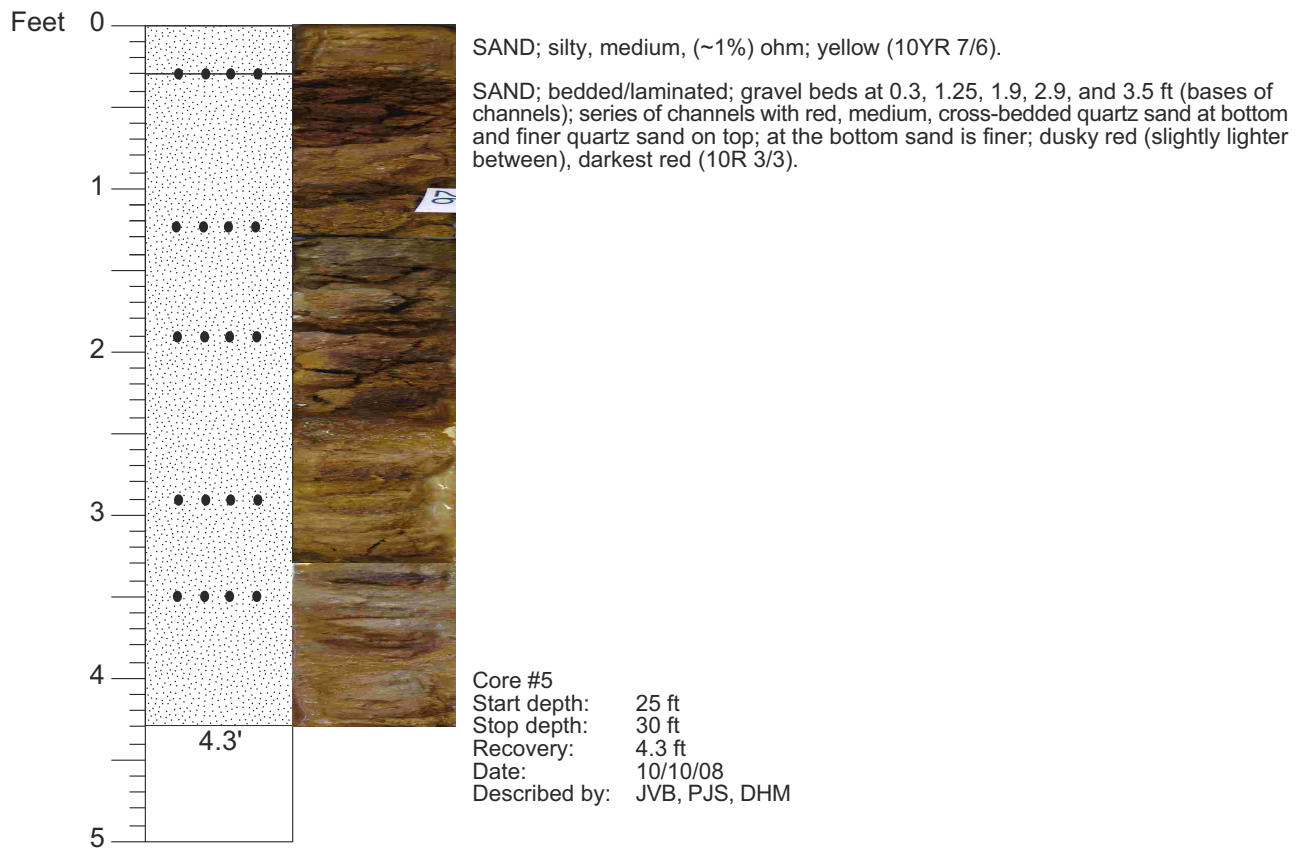 Feet 0
SAND; silty, medium, (~1%) ohm; yellow (10YR 7/6).
SAND; bedded/laminated; gravel beds at 0.3, 1.25, 1.9, 2.9, and 3.5 ft (bases of
channels); series of channels with red, medium, cross-bedded quartz sand at bottom
and finer quartz sand on top; at the bottom sand is finer; dusky red (slightly lighter
between), darkest red (10R 3/3).
1
2
3
4
4.3'
5
Core #5
Start depth: 25 ft
Stop depth: 30 ft
Recovery: 4.3 ft
Date: 10/10/08
Described by: JVB, PJS, DHM